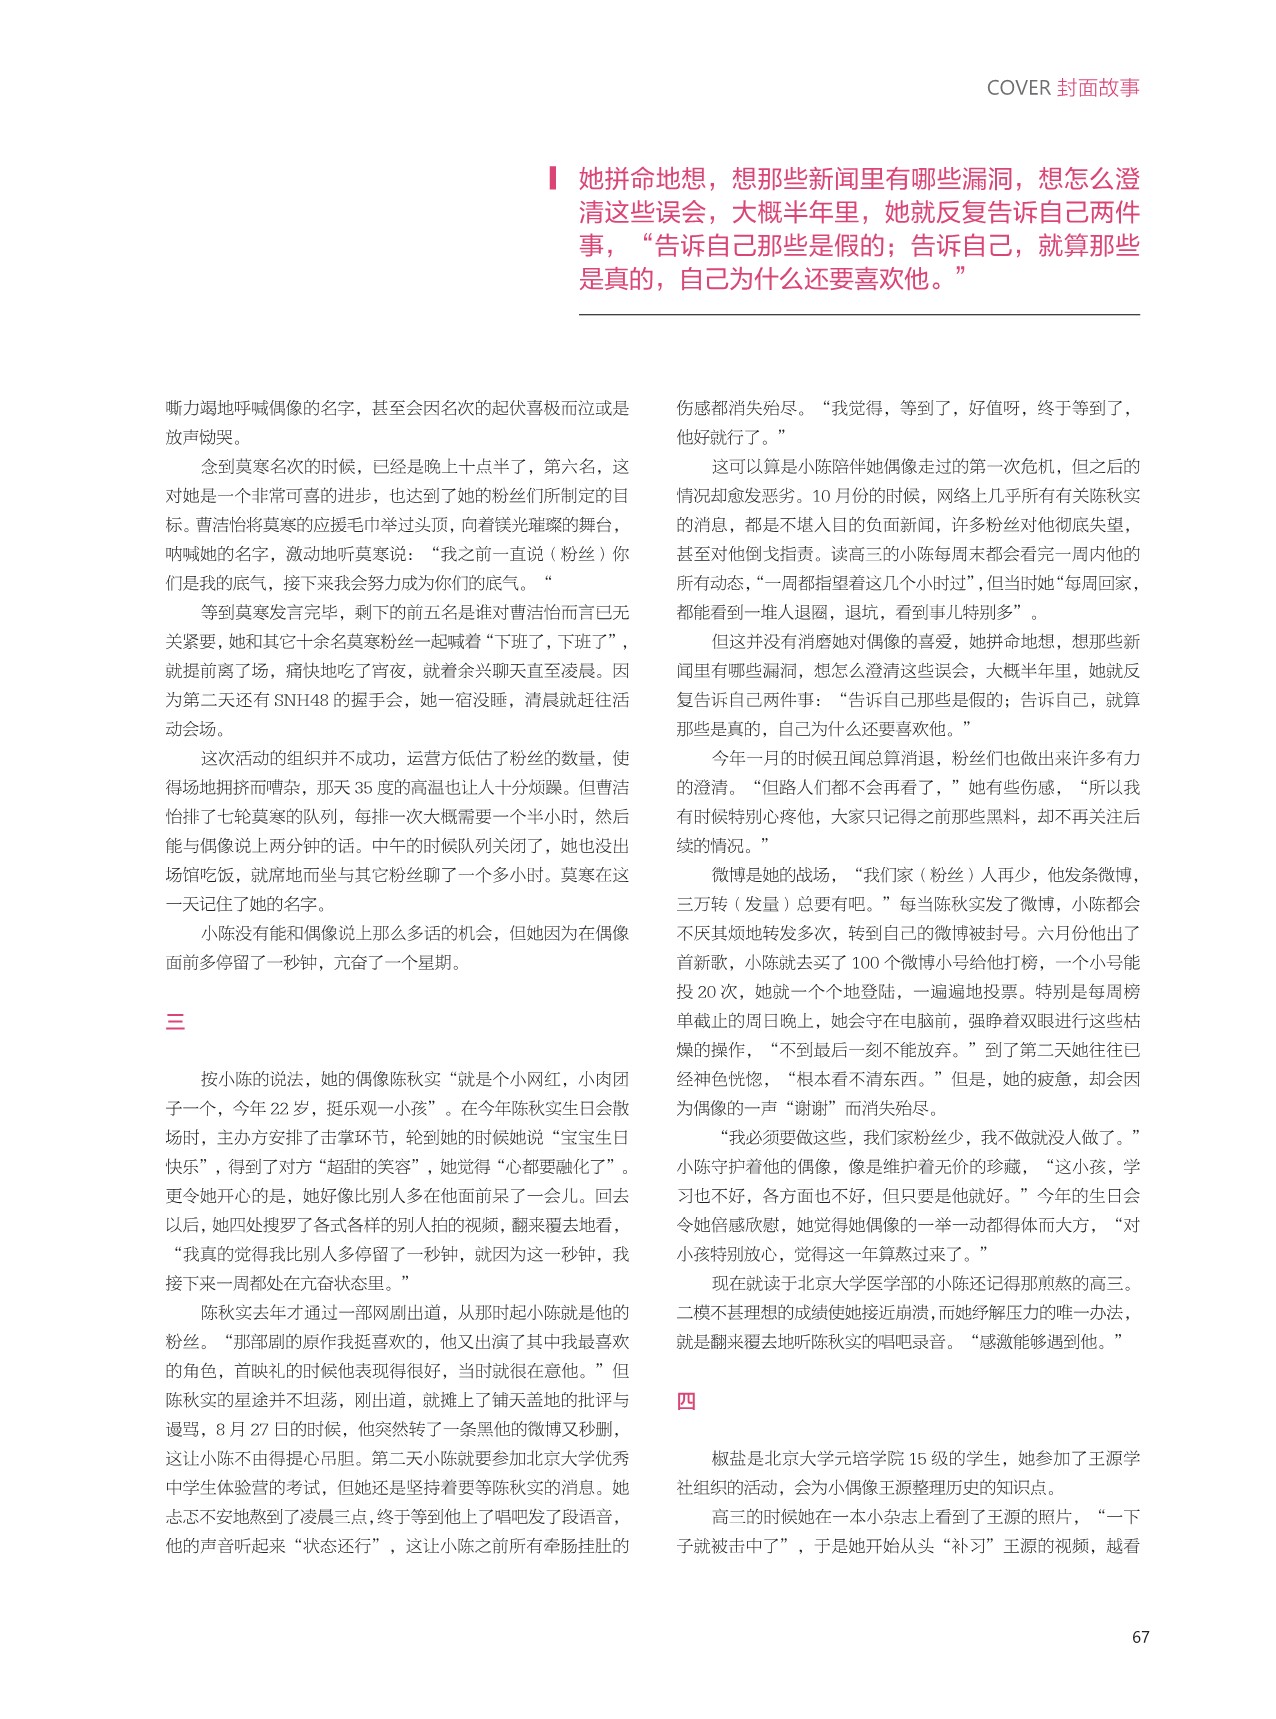 COVER 封面故事
她拼命地想，想那些新闻里有哪些漏洞，想怎么澄
清这些误会，大概半年里，她就反复告诉自己两件
事，“告诉自己那些是假的；告诉自己，就算那些
是真的，自己为什么还要喜欢他。”
嘶力竭地呼喊偶像的名字，甚至会因名次的起伏喜极而泣或是
放声恸哭。
念到莫寒名次的时候，已经是晚上十点半了，第六名，这
对她是一个非常可喜的进步，也达到了她的粉丝们所制定的目
标。曹洁怡将莫寒的应援毛巾举过头顶，向着镁光璀璨的舞台，
呐喊她的名字，激动地听莫寒说：“我之前一直说（粉丝）你
们是我的底气，接下来我会努力成为你们的底气。“
等到莫寒发言完毕，剩下的前五名是谁对曹洁怡而言已无
关紧要，她和其它十余名莫寒粉丝一起喊着“下班了，下班了”，
就提前离了场，痛快地吃了宵夜，就着余兴聊天直至凌晨。因
为第二天还有 SNH48 的握手会，她一宿没睡，清晨就赶往活
动会场。
这次活动的组织并不成功，运营方低估了粉丝的数量，使
得场地拥挤而嘈杂，那天 35 度的高温也让人十分烦躁。但曹洁
怡排了七轮莫寒的队列，每排一次大概需要一个半小时，然后
能与偶像说上两分钟的话。中午的时候队列关闭了，她也没出
场馆吃饭，就席地而坐与其它粉丝聊了一个多小时。莫寒在这
一天记住了她的名字。
小陈没有能和偶像说上那么多话的机会，但她因为在偶像
面前多停留了一秒钟，亢奋了一个星期。
三
按小陈的说法，她的偶像陈秋实“就是个小网红，小肉团
子一个，今年 22 岁，挺乐观一小孩”。在今年陈秋实生日会散
场时，主办方安排了击掌环节，轮到她的时候她说“宝宝生日
快乐”，得到了对方“超甜的笑容”，她觉得“心都要融化了”。
更令她开心的是，她好像比别人多在他面前呆了一会儿。回去
以后，她四处搜罗了各式各样的别人拍的视频，翻来覆去地看，
“我真的觉得我比别人多停留了一秒钟，就因为这一秒钟，我
接下来一周都处在亢奋状态里。”
陈秋实去年才通过一部网剧出道，从那时起小陈就是他的
粉丝。“那部剧的原作我挺喜欢的，他又出演了其中我最喜欢
的角色，首映礼的时候他表现得很好，当时就很在意他。”但
陈秋实的星途并不坦荡，刚出道，就摊上了铺天盖地的批评与
谩骂，8 月 27 日的时候，他突然转了一条黑他的微博又秒删，
这让小陈不由得提心吊胆。第二天小陈就要参加北京大学优秀
中学生体验营的考试，但她还是坚持着要等陈秋实的消息。她
忐忑不安地熬到了凌晨三点，终于等到他上了唱吧发了段语音，
他的声音听起来“状态还行”，这让小陈之前所有牵肠挂肚的
伤感都消失殆尽。“我觉得，等到了，好值呀，终于等到了，
他好就行了。”
这可以算是小陈陪伴她偶像走过的第一次危机，但之后的
情况却愈发恶劣。10 月份的时候，网络上几乎所有有关陈秋实
的消息，都是不堪入目的负面新闻，许多粉丝对他彻底失望，
甚至对他倒戈指责。读高三的小陈每周末都会看完一周内他的
所有动态，“一周都指望着这几个小时过”，但当时她“每周回家，
都能看到一堆人退圈，退坑，看到事儿特别多”。
但这并没有消磨她对偶像的喜爱，她拼命地想，想那些新
闻里有哪些漏洞，想怎么澄清这些误会，大概半年里，她就反
复告诉自己两件事：“告诉自己那些是假的；告诉自己，就算
那些是真的，自己为什么还要喜欢他。”
今年一月的时候丑闻总算消退，粉丝们也做出来许多有力
的澄清。“但路人们都不会再看了，”她有些伤感，“所以我
有时候特别心疼他，大家只记得之前那些黑料，却不再关注后
续的情况。”
微博是她的战场，“我们家（粉丝）人再少，他发条微博，
三万转（发量）总要有吧。”每当陈秋实发了微博，小陈都会
不厌其烦地转发多次，转到自己的微博被封号。六月份他出了
首新歌，小陈就去买了 100 个微博小号给他打榜，一个小号能
投 20 次，她就一个个地登陆，一遍遍地投票。特别是每周榜
单截止的周日晚上，她会守在电脑前，强睁着双眼进行这些枯
燥的操作，“不到最后一刻不能放弃。”到了第二天她往往已
经神色恍惚，“根本看不清东西。”但是，她的疲惫，却会因
为偶像的一声“谢谢”而消失殆尽。
“我必须要做这些，我们家粉丝少，我不做就没人做了。”
小陈守护着他的偶像，像是维护着无价的珍藏，“这小孩，学
习也不好，各方面也不好，但只要是他就好。”今年的生日会
令她倍感欣慰，她觉得她偶像的一举一动都得体而大方，“对
小孩特别放心，觉得这一年算熬过来了。”
现在就读于北京大学医学部的小陈还记得那煎熬的高三。
二模不甚理想的成绩使她接近崩溃，而她纾解压力的唯一办法，
就是翻来覆去地听陈秋实的唱吧录音。“感激能够遇到他。”
四
椒盐是北京大学元培学院 15 级的学生，她参加了王源学
社组织的活动，会为小偶像王源整理历史的知识点。
高三的时候她在一本小杂志上看到了王源的照片，“一下
子就被击中了”，于是她开始从头“补习”王源的视频，越看
67